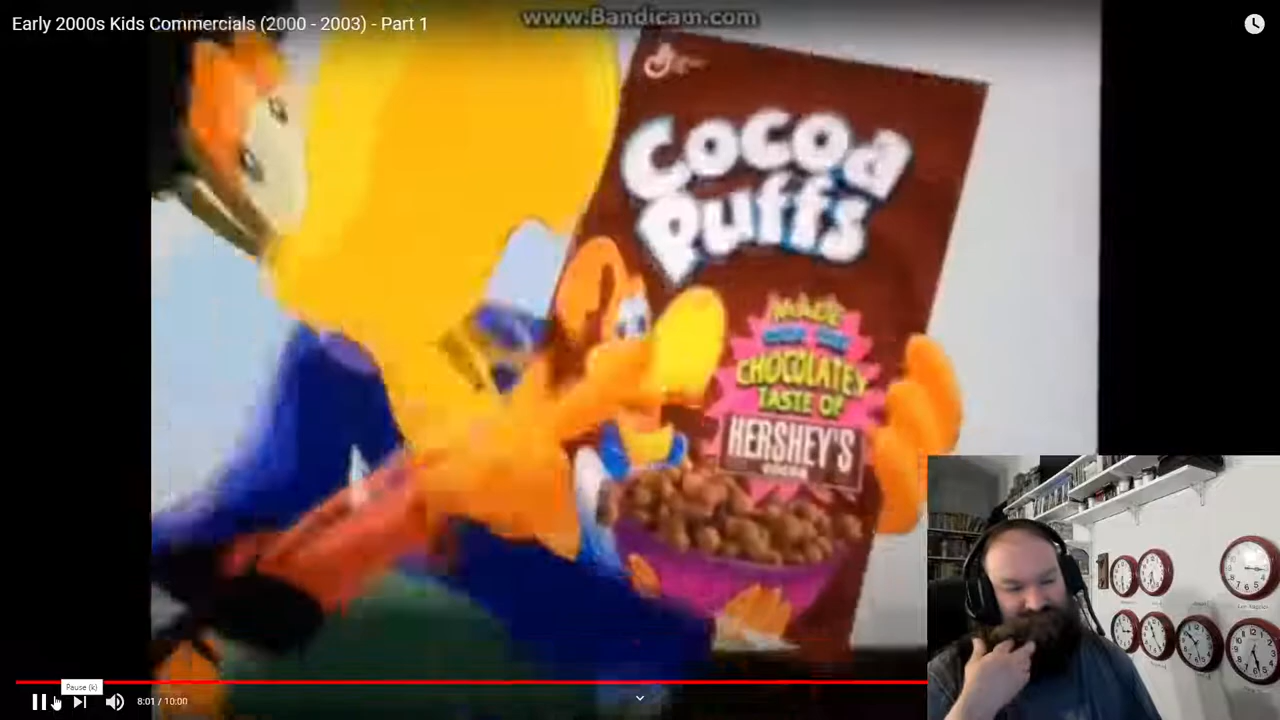 Early 2000s Kids Commercials (2000 - 2003) - Part 1
www.Bandicam.com
Cocoa
Puffs
MADE
CHOCOLATEY
TASTE OF
HERSHEY'S
COCOA
Pause (k)
8:01 / 10:00